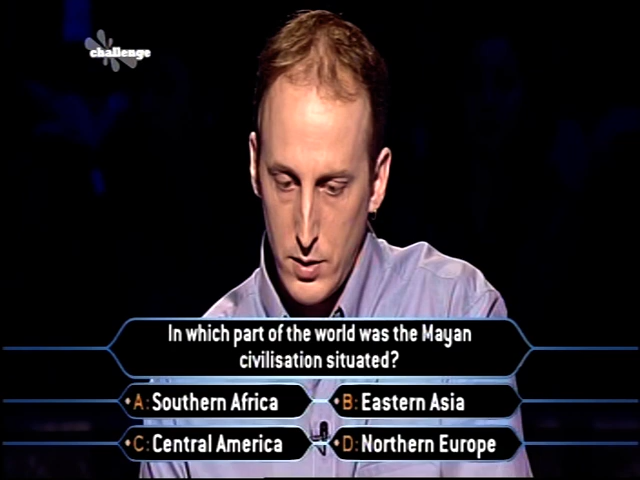 challenge
In which part of the world was the Mayan
civilisation situated?
A: Southern Africa
B: Eastern Asia
C: Central America
D: Northern Europe